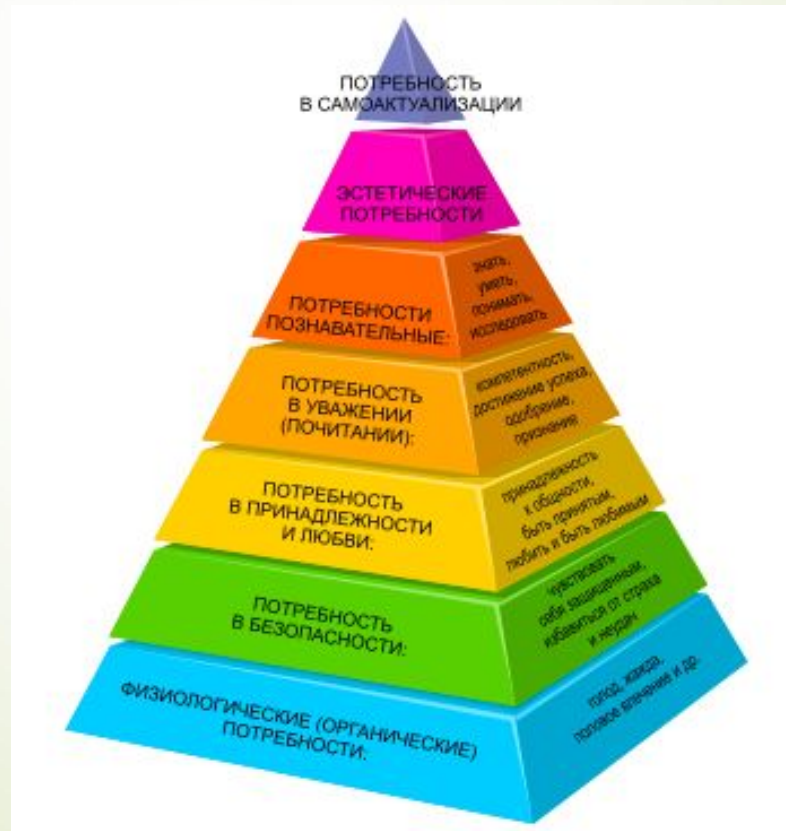 ПОТРЕБНОСТЬ
В САМОАКТУАЛИЗАЦИИ
ЭСТЕТИЧЕСКИЕ
ПОТРЕБНОСТИ
ПОТРЕБНОСТИ
ПОЗНАВАТЕЛЬНЫЕ:
знать,
уметь,
понимать,
исследовать
ПОТРЕБНОСТЬ
В УВАЖЕНИИ
(ПОЧИТАНИИ):
компетентность,
достижение успеха,
одобрение,
признание
ПОТРЕБНОСТЬ
В ПРИНАДЛЕЖНОСТИ
И ЛЮБВИ:
принадлежность
к общности,
быть принятым,
любить и быть любимым
ПОТРЕБНОСТЬ
В БЕЗОПАСНОСТИ:
чувствовать
себя защищенным,
избавиться от страха
и неудач
ФИЗИОЛОГИЧЕСКИЕ (ОРГАНИЧЕСКИЕ)
ПОТРЕБНОСТИ:
голод, жажда,
половое влечение и др.